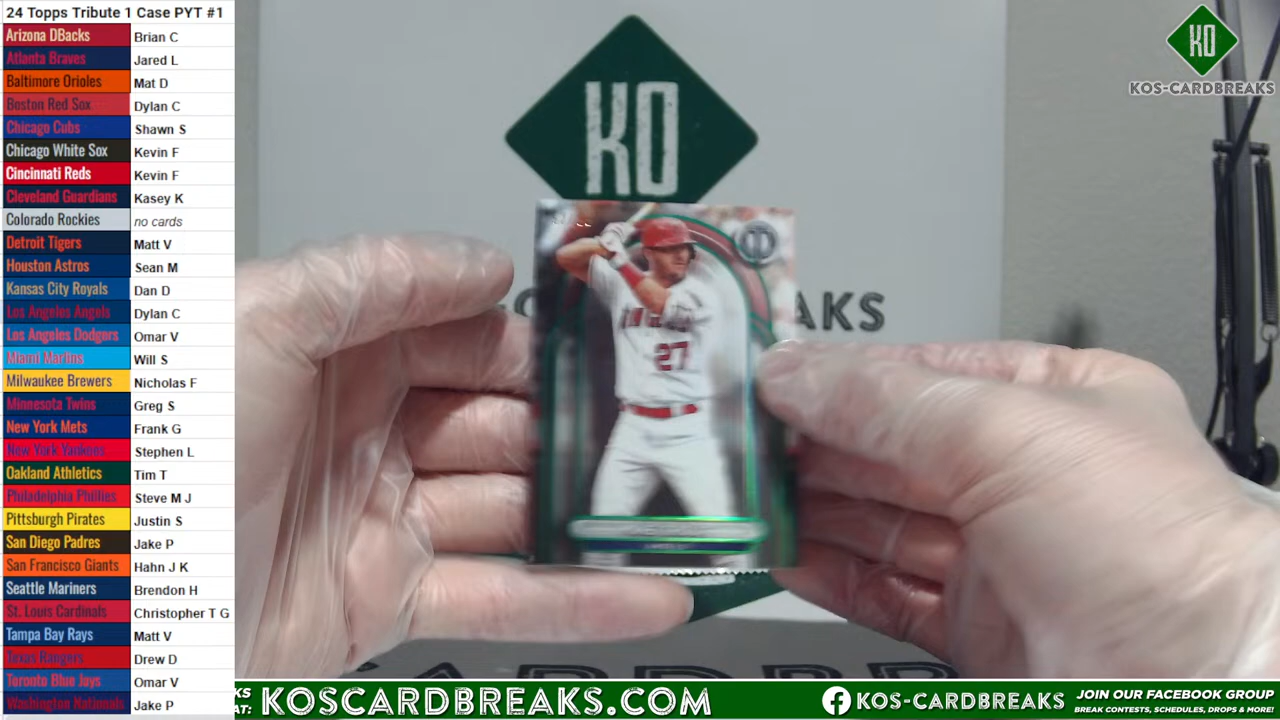 24 Topps Tribute 1 Case PYT #1
Arizona DBacks Brian C
Atlanta Braves Jared L
Baltimore Orioles Mat D
Boston Red Sox Dylan C
Chicago Cubs Shawn S
Chicago White Sox Kevin F
Cincinnati Reds Kevin F
Cleveland Guardians Kasey K
Colorado Rockies no cards
Detroit Tigers Matt V
Houston Astros Sean M
Kansas City Royals Dan D
Los Angeles Angels Dylan C
Los Angeles Dodgers Omar V
Miami Marlins Will S
Milwaukee Brewers Nicholas F
Minnesota Twins Greg S
New York Mets Frank G
New York Yankees Stephen L
Oakland Athletics Tim T
Philadelphia Phillies Steve M J
Pittsburgh Pirates Justin S
San Diego Padres Jake P
San Francisco Giants Hahn J K
Seattle Mariners Brendon H
St. Louis Cardinals Christopher T G
Tampa Bay Rays Matt V
Texas Rangers Drew D
Toronto Blue Jays Omar V
Washington Nationals Jake P
KO
AKS
27
KO
KOS-CARDBREAKS
KS
AT:
KOSCARDBREAKS.COM
KOS-CARDBREAKS
JOIN OUR FACEBOOK GROUP
BREAK CONTESTS, SCHEDULES, DROPS & MORE!